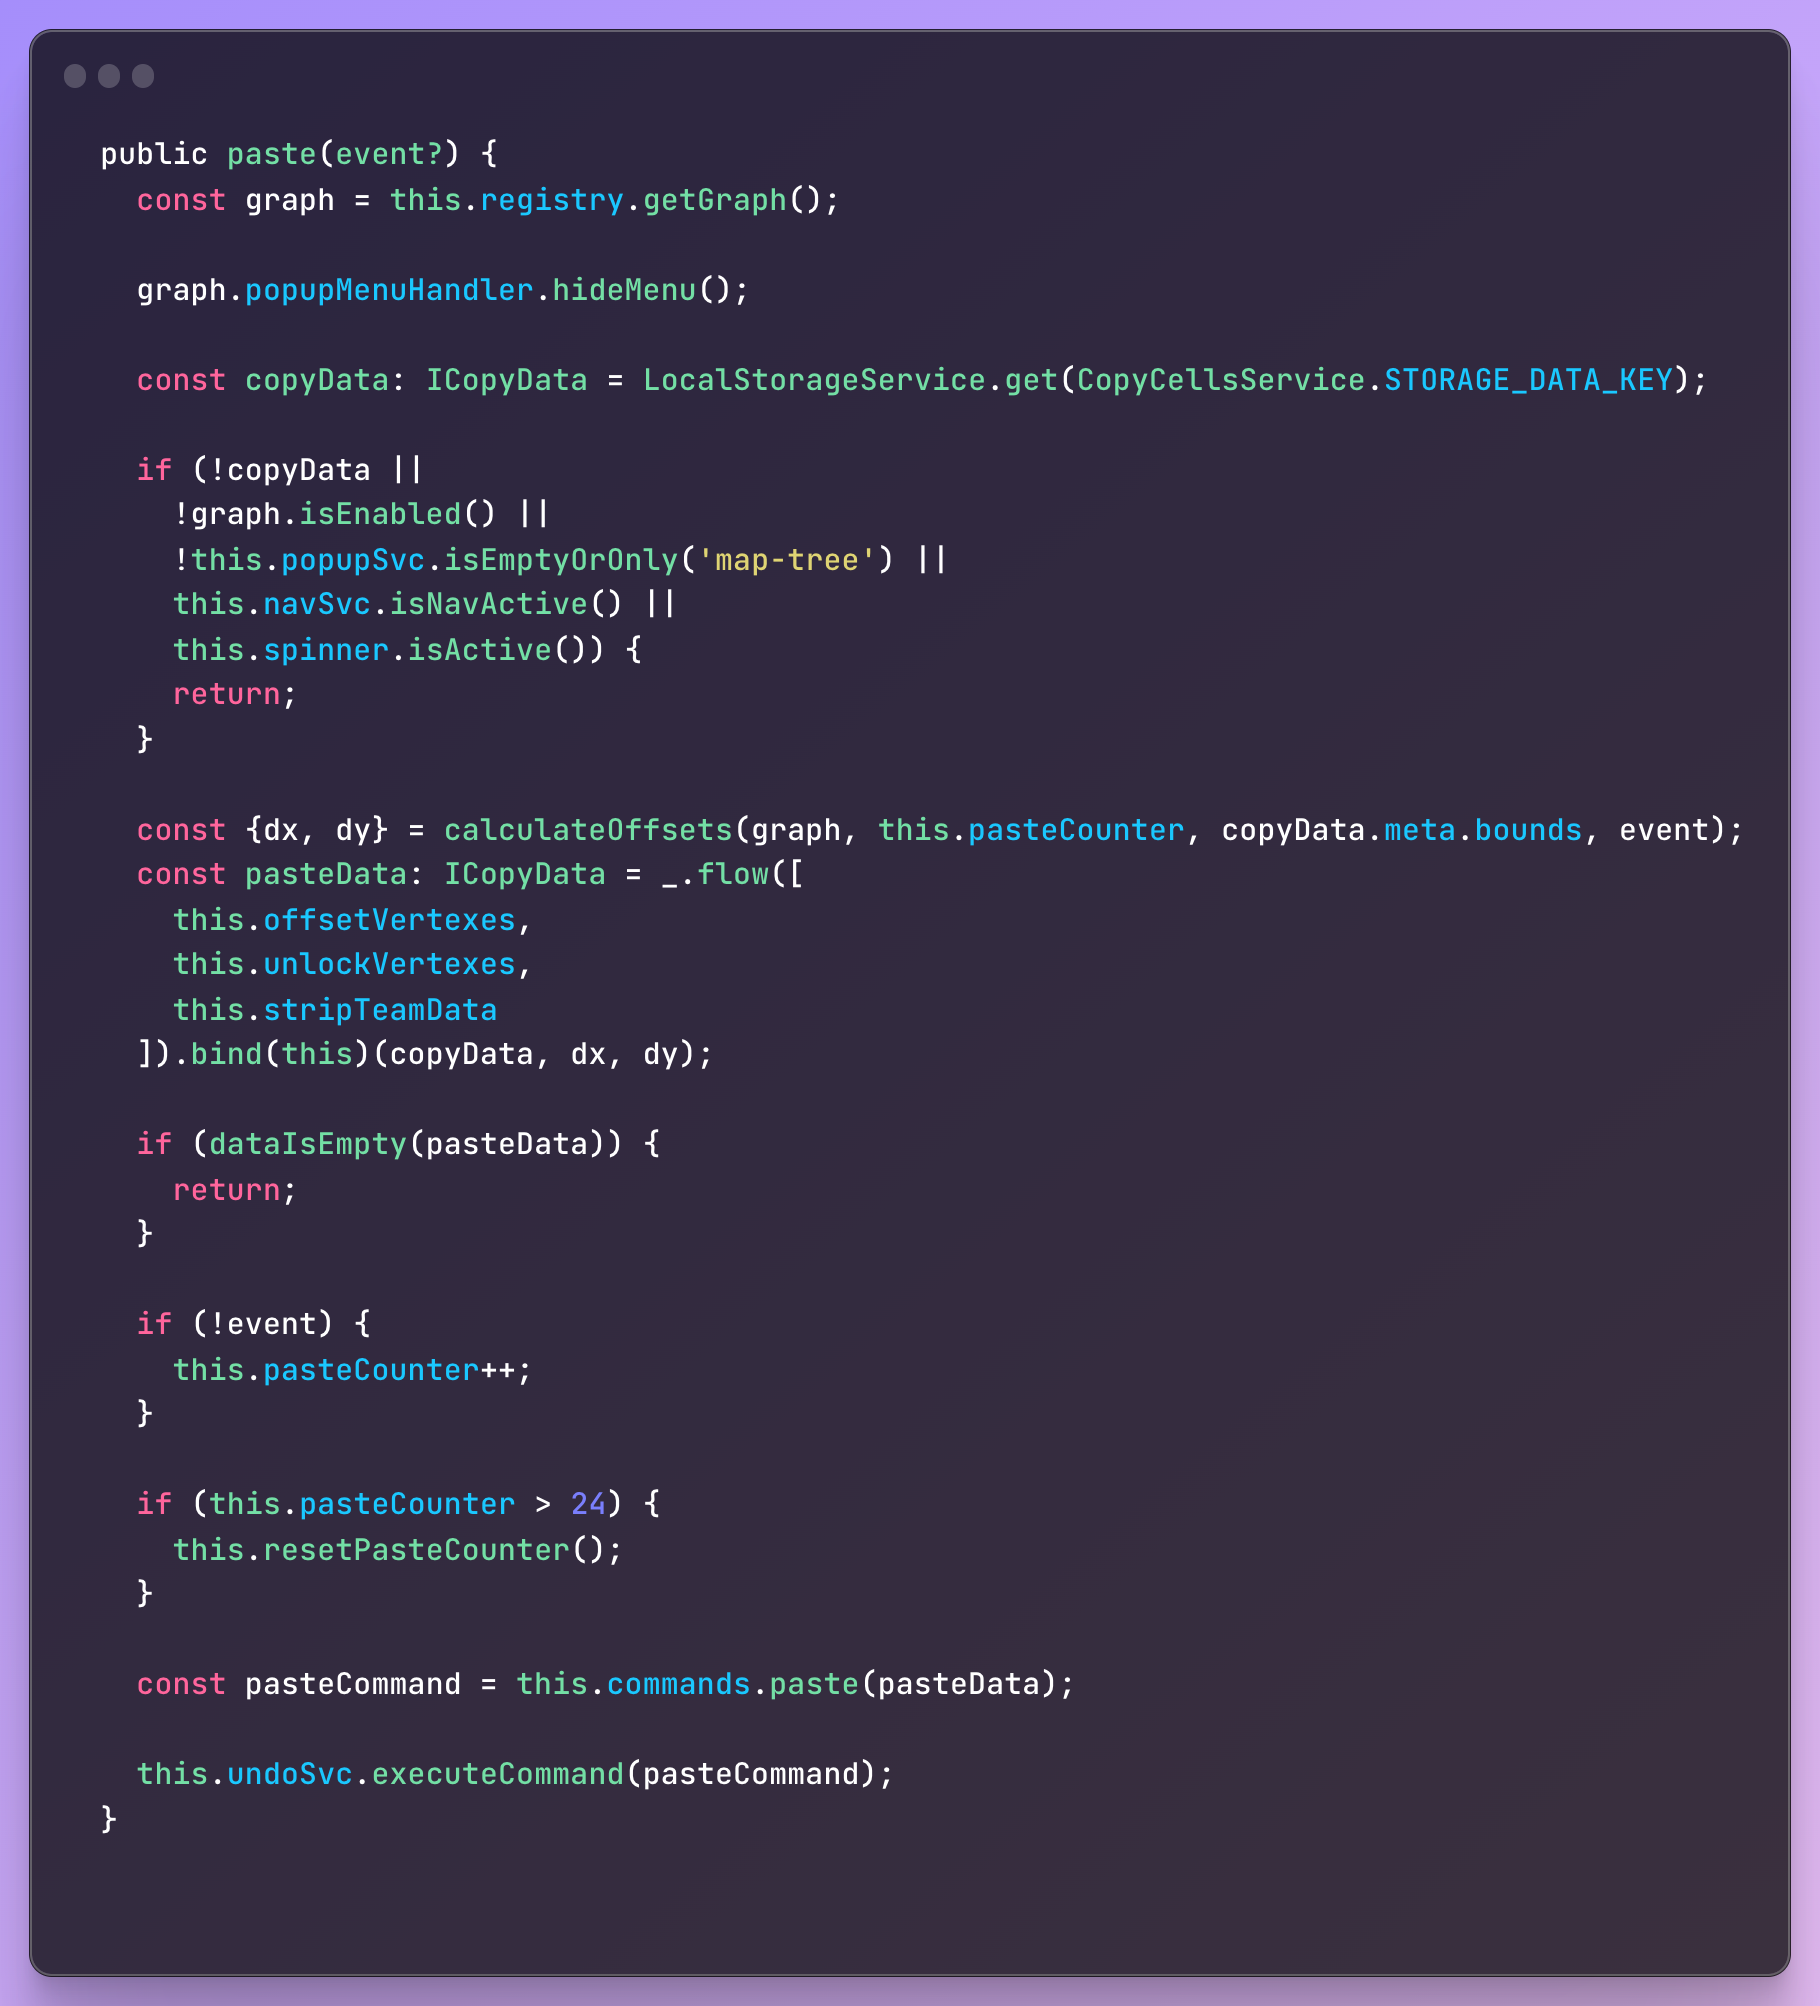 public paste(event?) {
  const graph = this.registry.getGraph();

  graph.popupMenuHandler.hideMenu();

  const copyData: ICopyData = LocalStorageService.get(CopyCellsService.STORAGE_DATA_KEY);

  if (!copyData ||
    !graph.isEnabled() ||
    !this.popupSvc.isEmptyOrOnly('map-tree') ||
    this.navSvc.isNavActive() ||
    this.spinner.isActive()) {
    return;
  }

  const {dx, dy} = calculateOffsets(graph, this.pasteCounter, copyData.meta.bounds, event);
  const pasteData: ICopyData = _.flow([
    this.offsetVertexes,
    this.unlockVertexes,
    this.stripTeamData
  ]).bind(this)(copyData, dx, dy);

  if (dataIsEmpty(pasteData)) {
    return;
  }

  if (!event) {
    this.pasteCounter++;
  }

  if (this.pasteCounter > 24) {
    this.resetPasteCounter();
  }

  const pasteCommand = this.commands.paste(pasteData);

  this.undoSvc.executeCommand(pasteCommand);
}